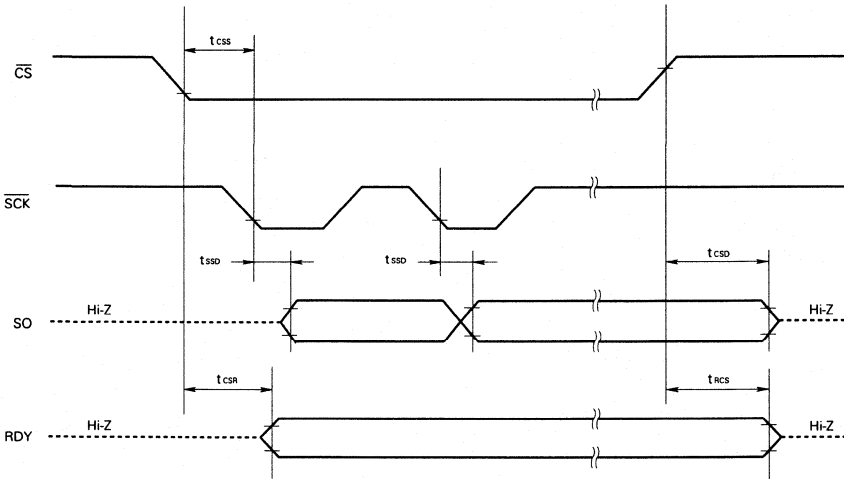 tCSS
CS
SCK
tSSD tSSD tCSD
Hi-Z Hi-Z
SO
tCSR tRCS
Hi-Z Hi-Z
RDY